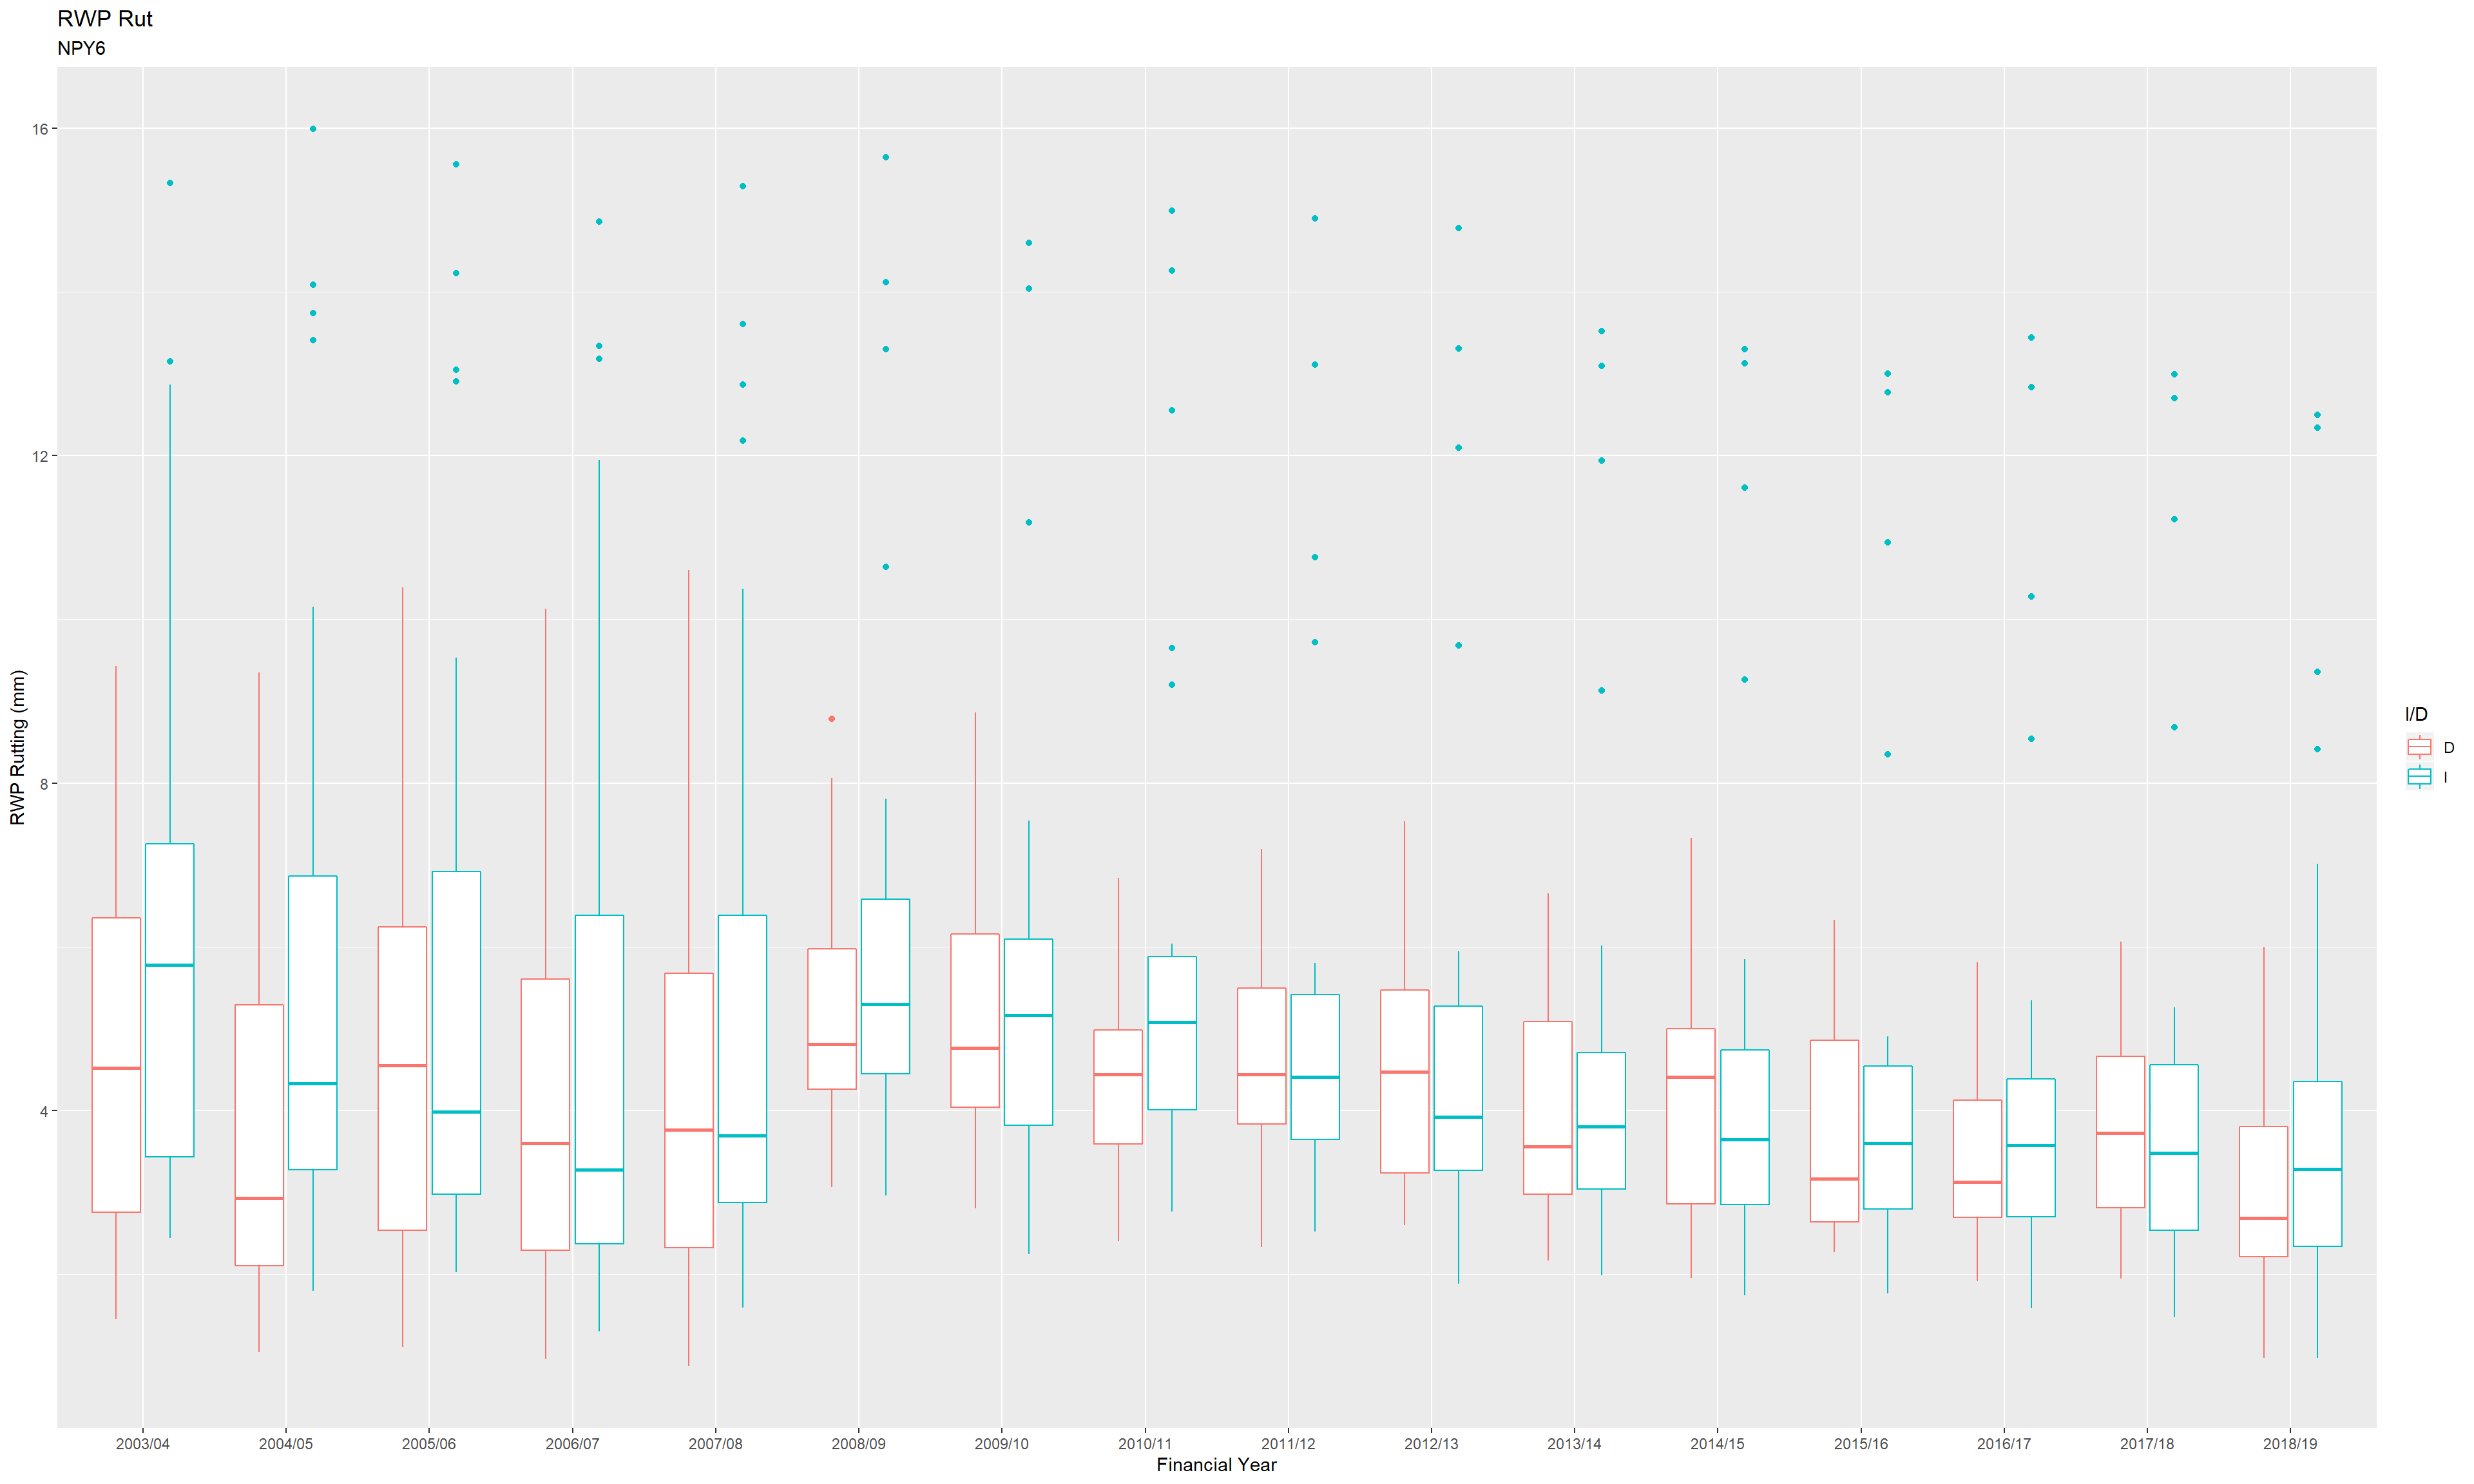 RWP Rut
NPY6
RWP Rutting (mm)
16
12
8
4
2003/04 2004/05 2005/06 2006/07 2007/08 2008/09 2009/10 2010/11 2011/12 2012/13 2013/14 2014/15 2015/16 2016/17 2017/18 2018/19
Financial Year
I/D
D
I